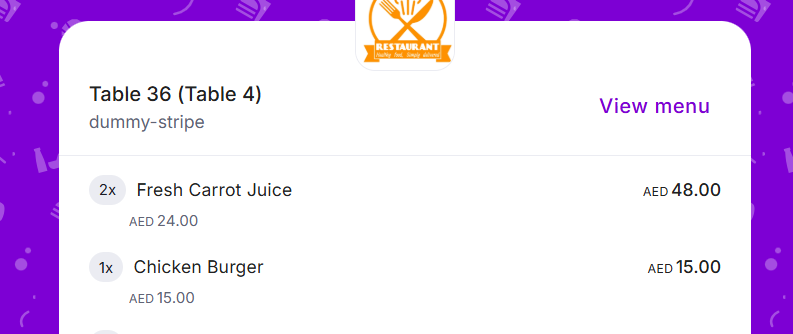 RESTAURANT
Table 36 (Table 4)
dummy-stripe
View menu
2x Fresh Carrot Juice AED 48.00
AED 24.00
1x Chicken Burger AED 15.00
AED 15.00